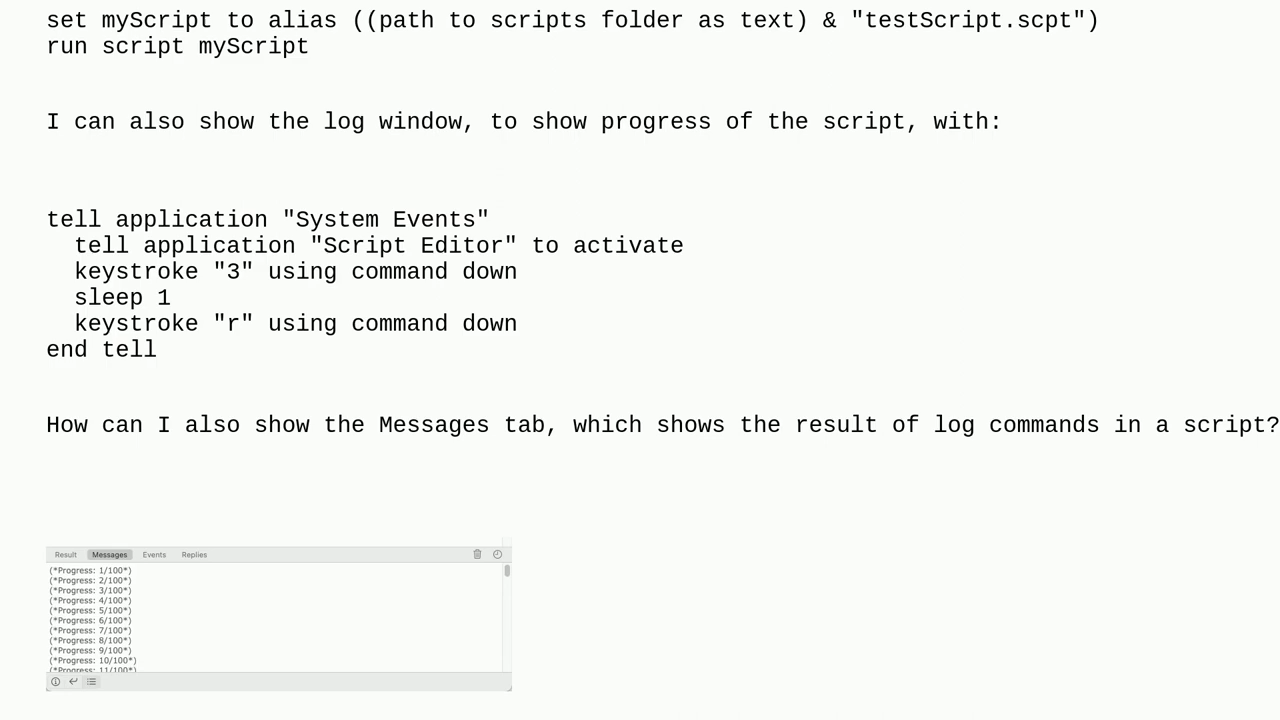 set myScript to alias ((path to scripts folder as text) & "testScript.scpt")
run script myScript
I can also show the log window, to show progress of the script, with:
tell application "System Events"
  tell application "Script Editor" to activate
  keystroke "3" using command down
  sleep 1
  keystroke "r" using command down
end tell
How can I also show the Messages tab, which shows the result of log commands in a script?
Result Messages Events Replies
(*Progress: 1/100*)
(*Progress: 2/100*)
(*Progress: 3/100*)
(*Progress: 4/100*)
(*Progress: 5/100*)
(*Progress: 6/100*)
(*Progress: 7/100*)
(*Progress: 8/100*)
(*Progress: 9/100*)
(*Progress: 10/100*)
(*Progress: 11/100*)